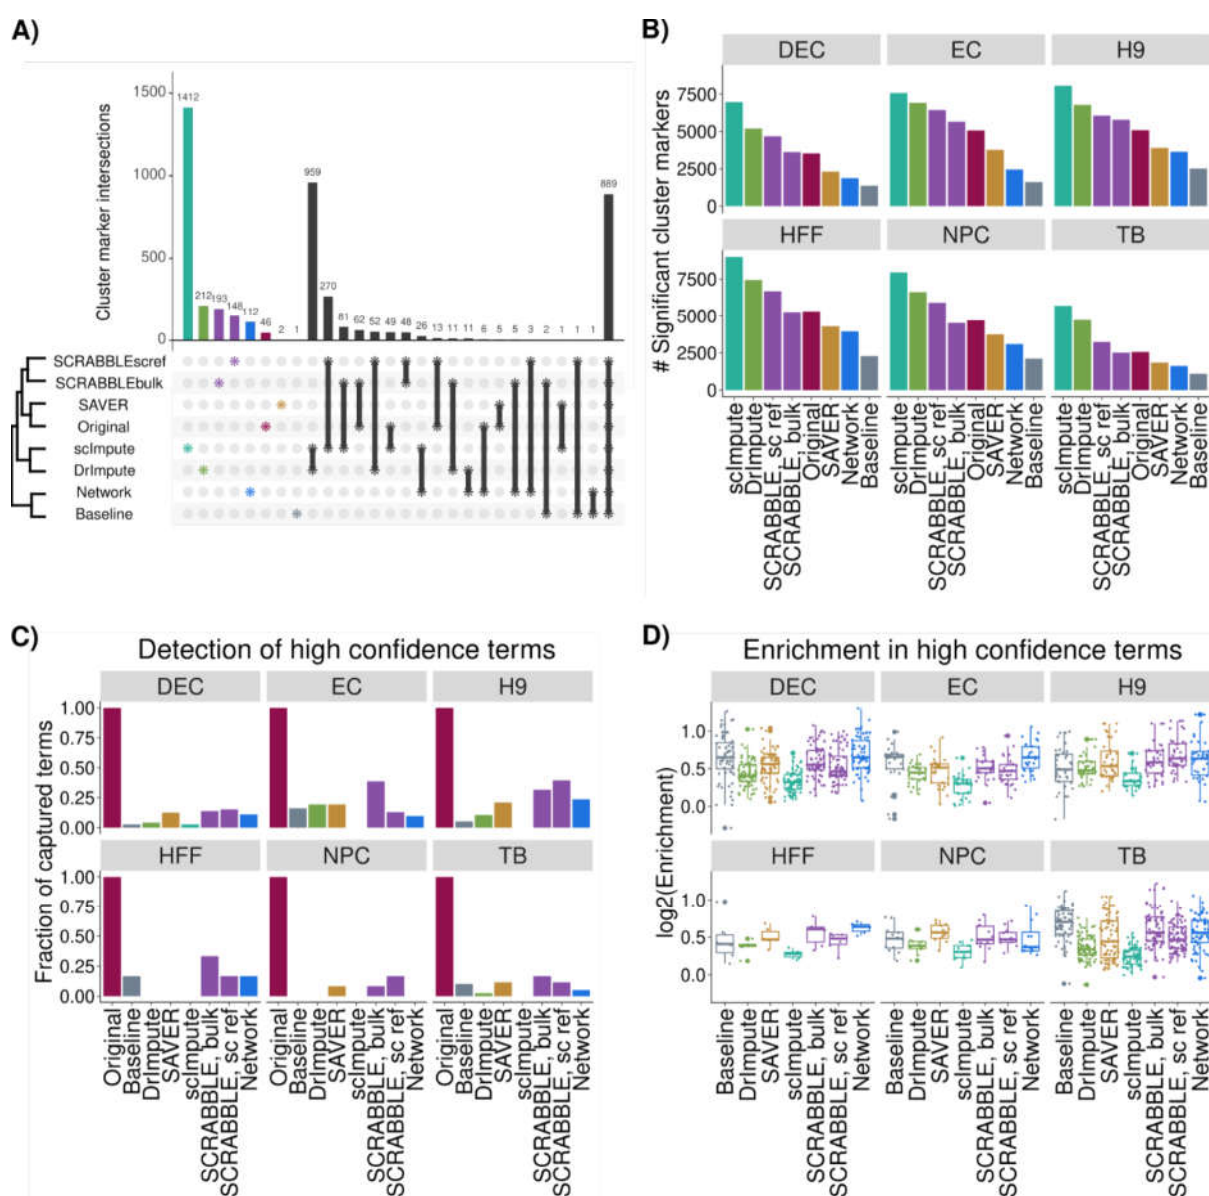 A)
Cluster marker intersections
1500
1000
500
0
1412
212
193
148
112
46
2
1
959
270
81
62
52
49
48
26
13
11
11
6
5
5
3
2
1
1
1
889
SCRABBLEscref
SCRABBLEbulk
SAVER
Original
scImpute
DrImpute
Network
Baseline
B)
# Significant cluster markers
DEC
EC
H9
7500
5000
2500
0
HFF
NPC
TB
7500
5000
2500
0
scImpute
DrImpute
SCRABBLE, sc ref
SCRABBLE, bulk
Original
SAVER
Network
Baseline
scImpute
DrImpute
SCRABBLE, sc ref
SCRABBLE, bulk
Original
SAVER
Network
Baseline
scImpute
DrImpute
SCRABBLE, sc ref
SCRABBLE, bulk
Original
SAVER
Network
Baseline
C)
Detection of high confidence terms
Fraction of captured terms
DEC
EC
H9
1.00
0.75
0.50
0.25
0.00
HFF
NPC
TB
1.00
0.75
0.50
0.25
0.00
Original
Baseline
DrImpute
SAVER
scImpute
SCRABBLE, bulk
SCRABBLE, sc ref
Network
Original
Baseline
DrImpute
SAVER
scImpute
SCRABBLE, bulk
SCRABBLE, sc ref
Network
Original
Baseline
DrImpute
SAVER
scImpute
SCRABBLE, bulk
SCRABBLE, sc ref
Network
D)
Enrichment in high confidence terms
log2(Enrichment)
DEC
EC
H9
1.0
0.5
0.0
HFF
NPC
TB
1.0
0.5
0.0
Baseline
DrImpute
SAVER
scImpute
SCRABBLE, bulk
SCRABBLE, sc ref
Network
Baseline
DrImpute
SAVER
scImpute
SCRABBLE, bulk
SCRABBLE, sc ref
Network
Baseline
DrImpute
SAVER
scImpute
SCRABBLE, bulk
SCRABBLE, sc ref
Network